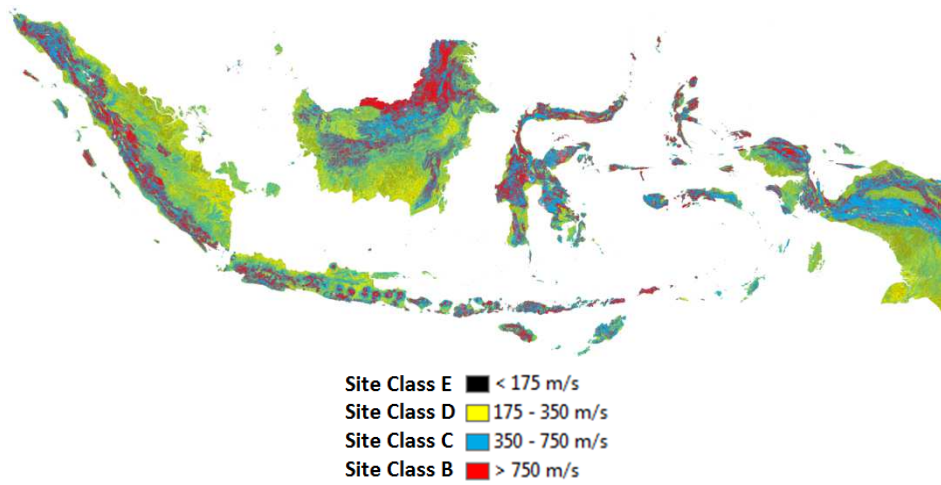 Site Class E < 175 m/s
Site Class D 175 - 350 m/s
Site Class C 350 - 750 m/s
Site Class B > 750 m/s